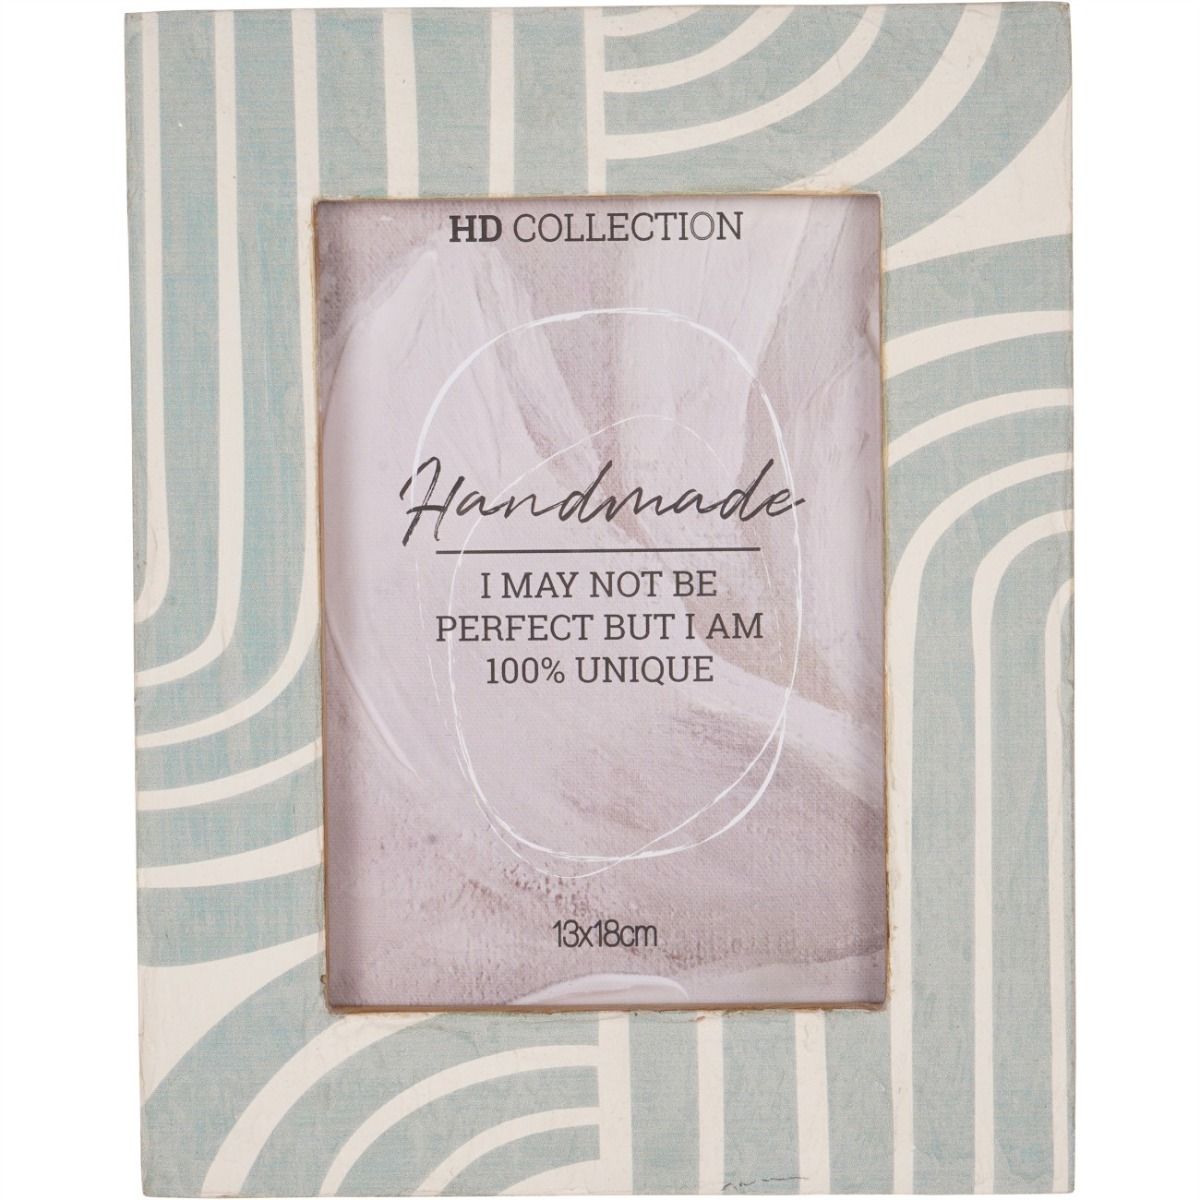 HD COLLECTION
Handmade
I MAY NOT BE
PERFECT BUT I AM
100% UNIQUE
13x18cm